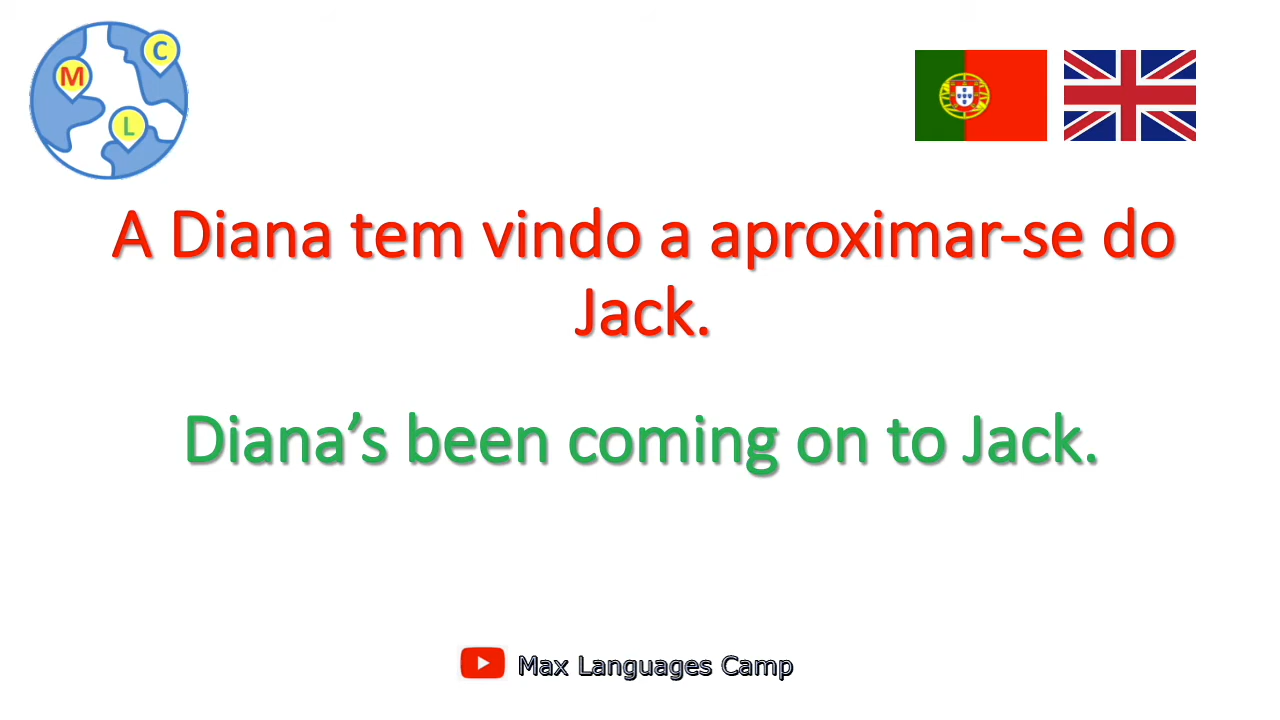 M
C
L
A Diana tem vindo a aproximar-se do
Jack.
Diana’s been coming on to Jack.
Max Languages Camp